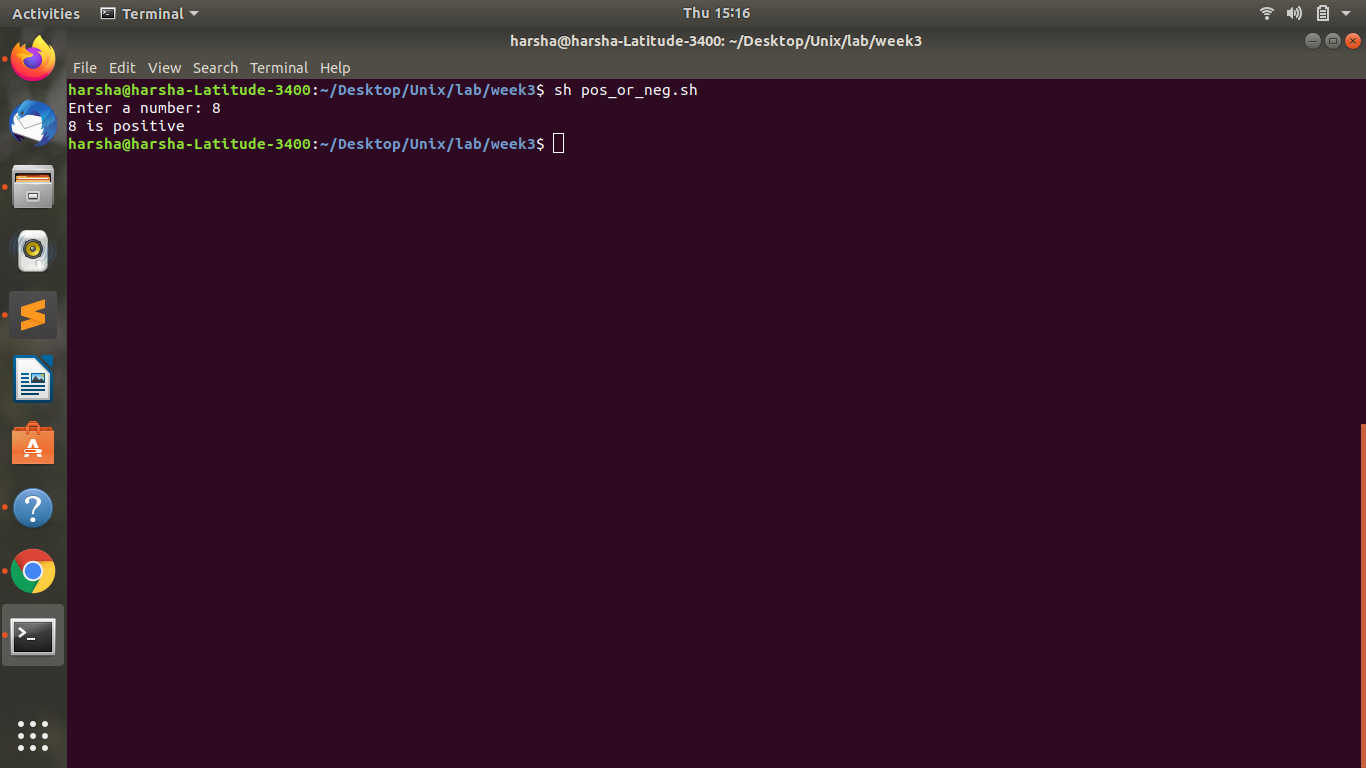 Activities Terminal Thu 15:16
harsha@harsha-Latitude-3400: ~/Desktop/Unix/lab/week3
File Edit View Search Terminal Help
harsha@harsha-Latitude-3400:~/Desktop/Unix/lab/week3$ sh pos_or_neg.sh
Enter a number: 8
8 is positive
harsha@harsha-Latitude-3400:~/Desktop/Unix/lab/week3$